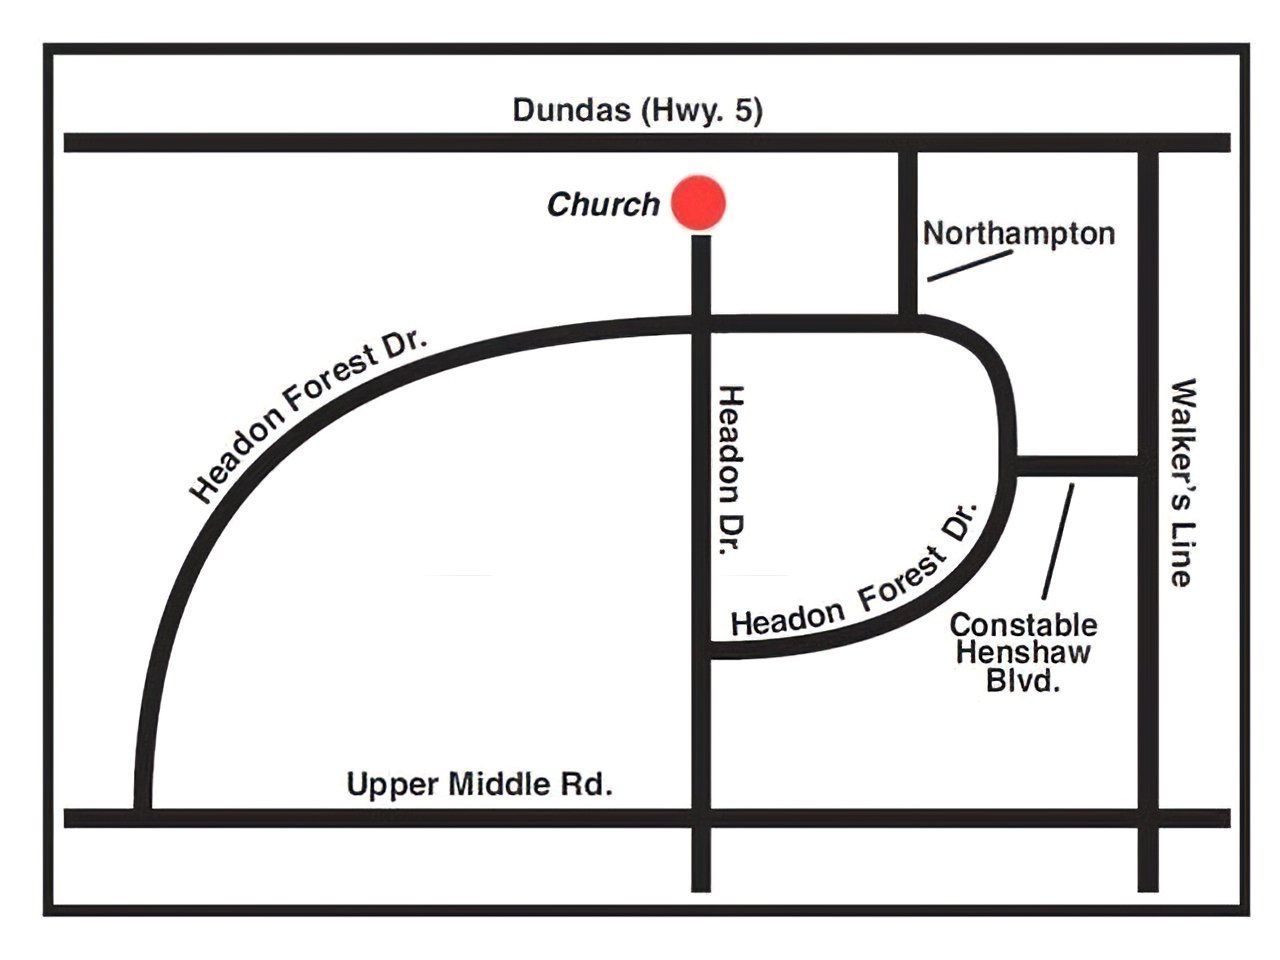 Dundas (Hwy. 5)
Church
Northampton
Headon Forest Dr.
Headon Dr.
Walker's Line
Headon Forest Dr.
Constable
Henshaw
Blvd.
Upper Middle Rd.